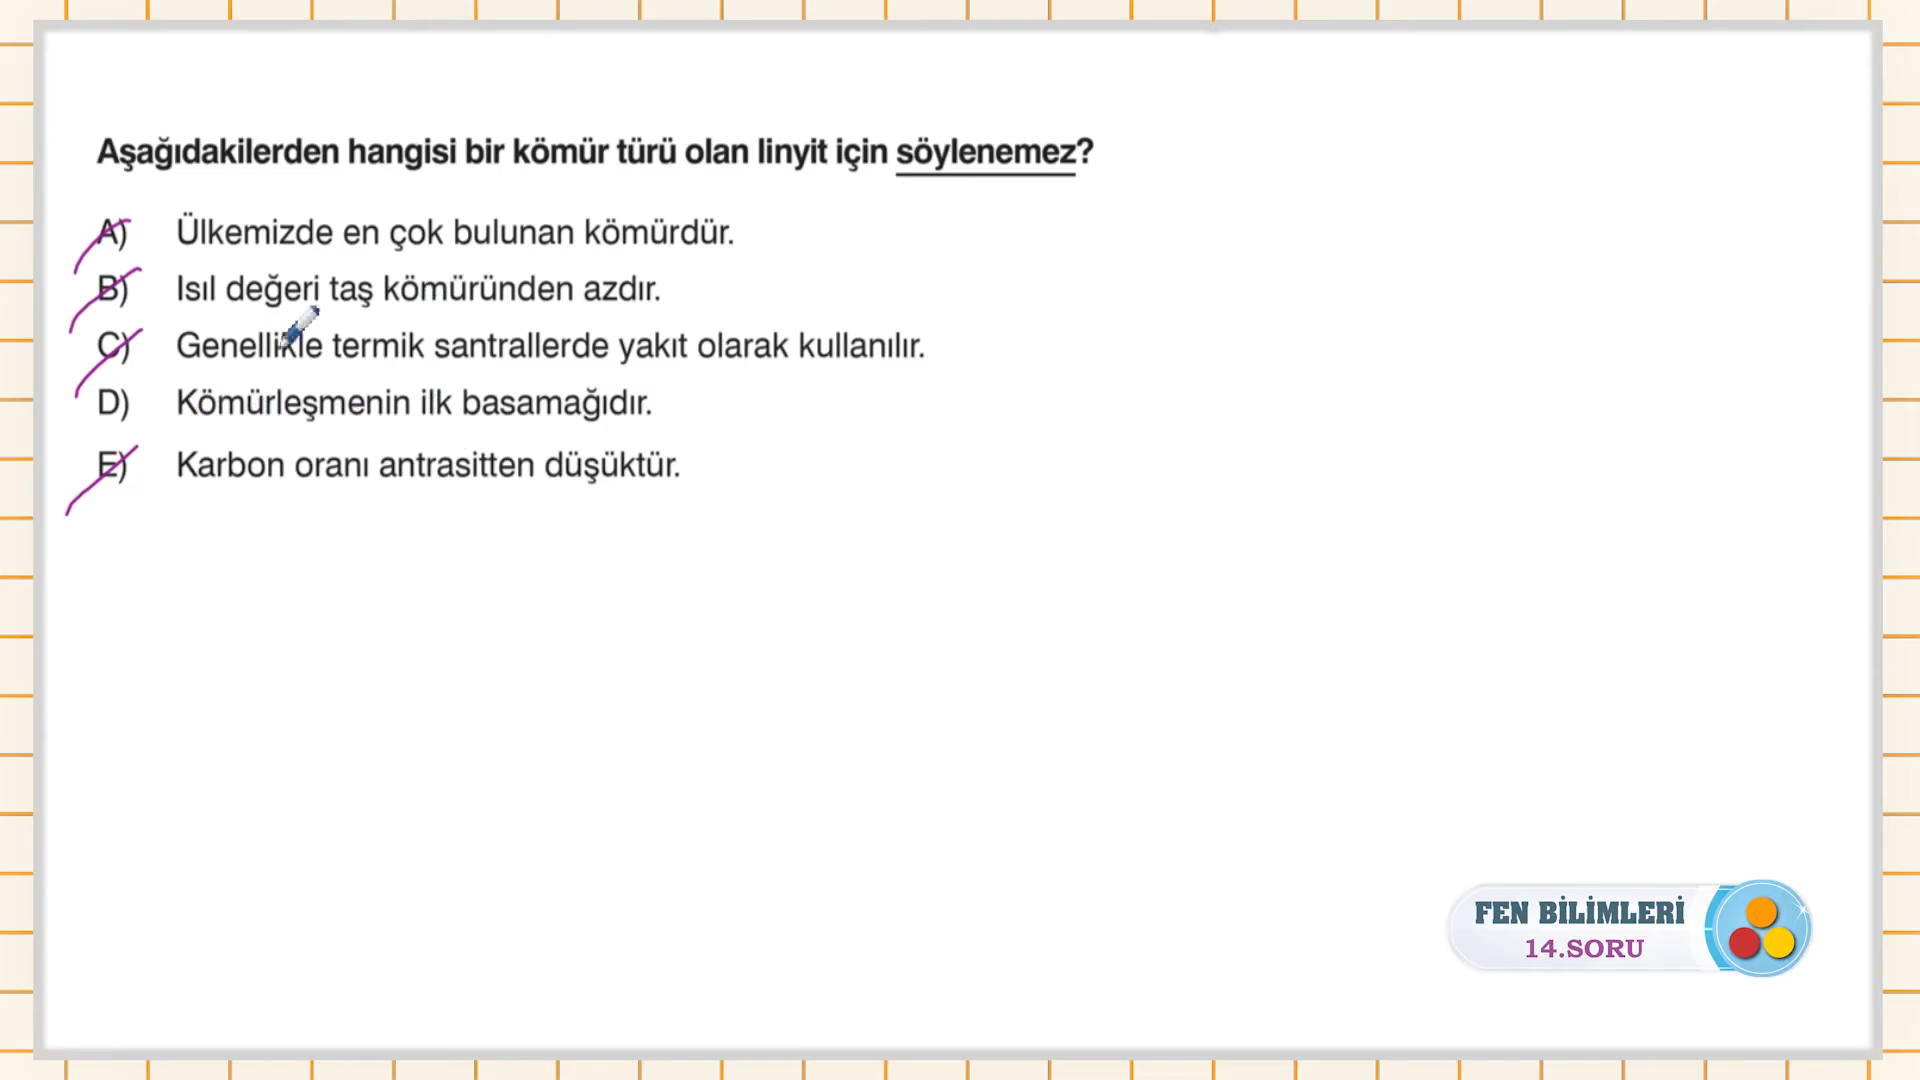 Aşağıdakilerden hangisi bir kömür türü olan linyit için söylenemez?
A) Ülkemizde en çok bulunan kömürdür.
B) Isıl değeri taş kömüründen azdır.
C) Genellikle termik santrallerde yakıt olarak kullanılır.
D) Kömürleşmenin ilk basamağıdır.
E) Karbon oranı antrasitten düşüktür.
FEN BİLİMLERİ
14.SORU